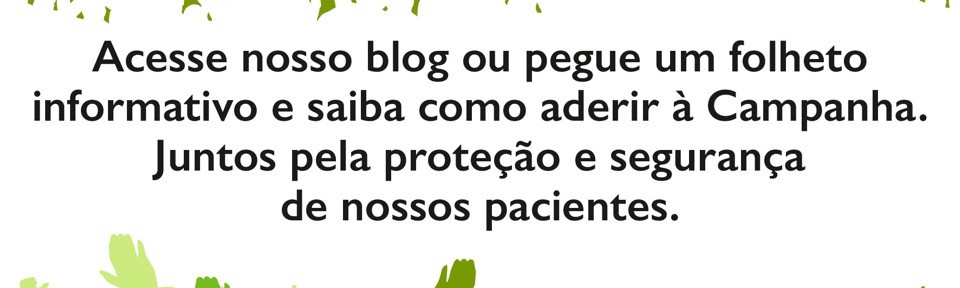 Acesse nosso blog ou pegue um folheto
informativo e saiba como aderir à Campanha.
Juntos pela proteção e segurança
de nossos pacientes.